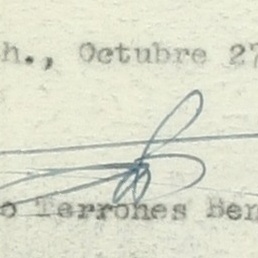 h., Octubre 27
o Terrones Ben